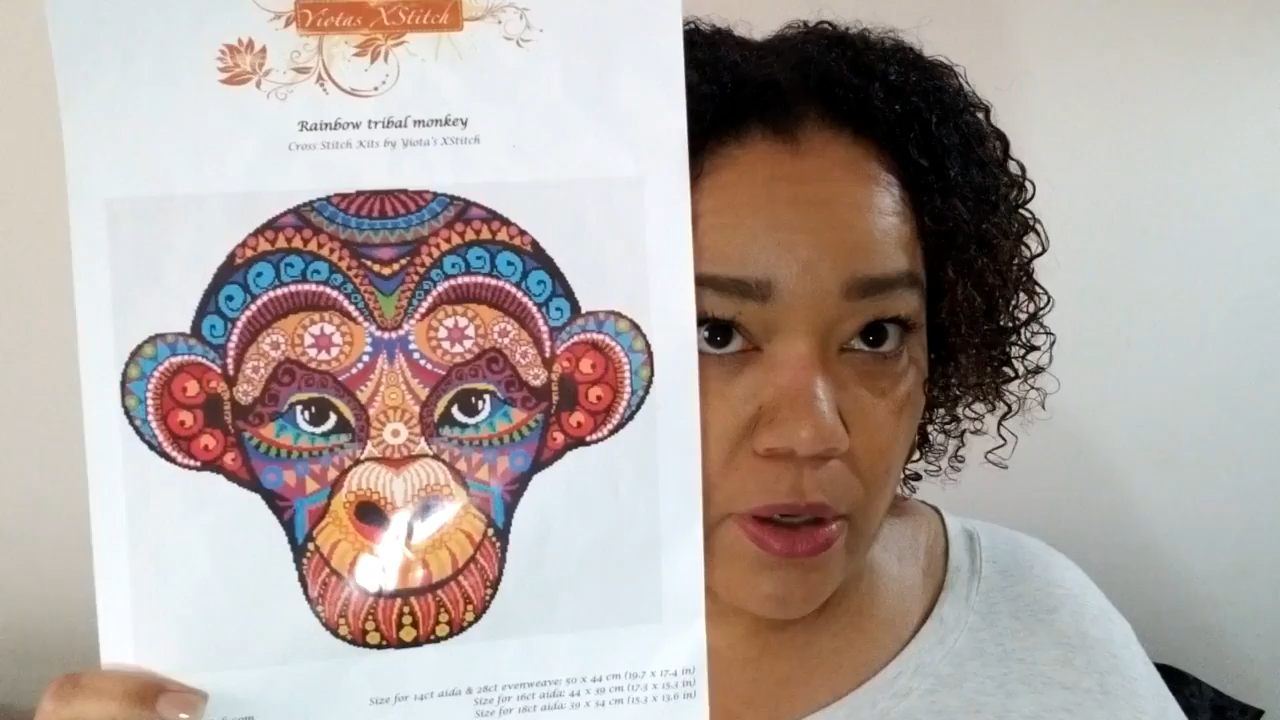 Yiotas XStitch
Rainbow tribal monkey
Cross Stitch Kits by Yiota's XStitch
Size for 14ct aida & 28ct evenweave: 50 x 44 cm (19.7 x 17.4 in)
Size for 16ct aida: 44 x 39 cm (17.3 x 15.3 in)
Size for 18ct aida: 39 x 34 cm (15.3 x 13.6 in)